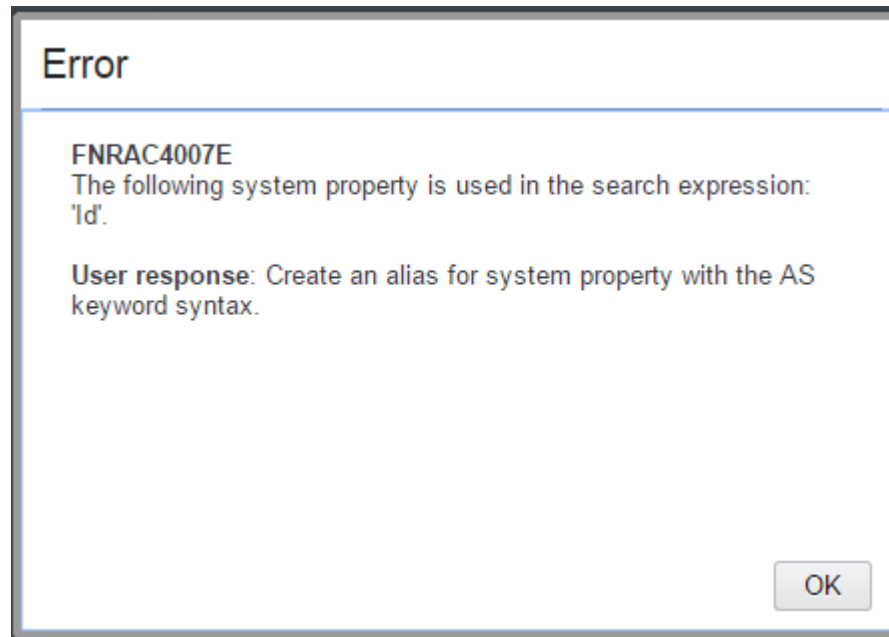 Error
FNRAC4007E
The following system property is used in the search expression:
'Id'.
User response: Create an alias for system property with the AS
keyword syntax.
OK